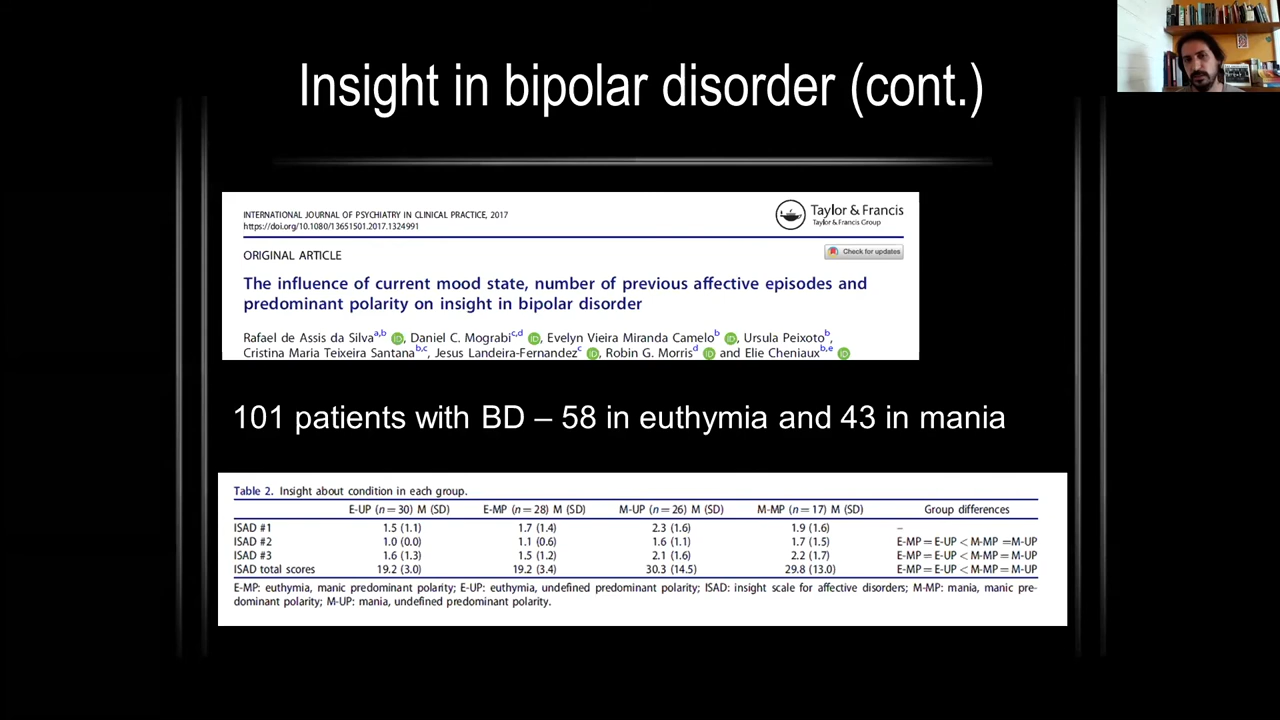 Insight in bipolar disorder (cont.)
INTERNATIONAL JOURNAL OF PSYCHIATRY IN CLINICAL PRACTICE, 2017
https://doi.org/10.1080/13651501.2017.1324991
Taylor & Francis
Taylor & Francis Group
ORIGINAL ARTICLE
Check for updates
The influence of current mood state, number of previous affective episodes and
predominant polarity on insight in bipolar disorder
Rafael de Assis da Silva a,b iD, Daniel C. Mograbi c,d iD, Evelyn Vieira Miranda Camelo b iD, Ursula Peixoto b,
Cristina Maria Teixeira Santana b,c, Jesus Landeira-Fernandez c iD, Robin G. Morris d iD and Elie Cheniaux b,e iD
101 patients with BD – 58 in euthymia and 43 in mania
Table 2. Insight about condition in each group.
E-UP (n = 30) M (SD) E-MP (n = 28) M (SD) M-UP (n = 26) M (SD) M-MP (n = 17) M (SD) Group differences
ISAD #1 1.5 (1.1) 1.7 (1.4) 2.3 (1.6) 1.9 (1.6) –
ISAD #2 1.0 (0.0) 1.1 (0.6) 1.6 (1.1) 1.7 (1.5) E-MP = E-UP < M-MP = M-UP
ISAD #3 1.6 (1.3) 1.5 (1.2) 2.1 (1.6) 2.2 (1.7) E-MP = E-UP < M-MP = M-UP
ISAD total scores 19.2 (3.0) 19.2 (3.4) 30.3 (14.5) 29.8 (13.0) E-MP = E-UP < M-MP = M-UP
E-MP: euthymia, manic predominant polarity; E-UP: euthymia, undefined predominant polarity; ISAD: insight scale for affective disorders; M-MP: mania, manic pre-
dominant polarity; M-UP: mania, undefined predominant polarity.